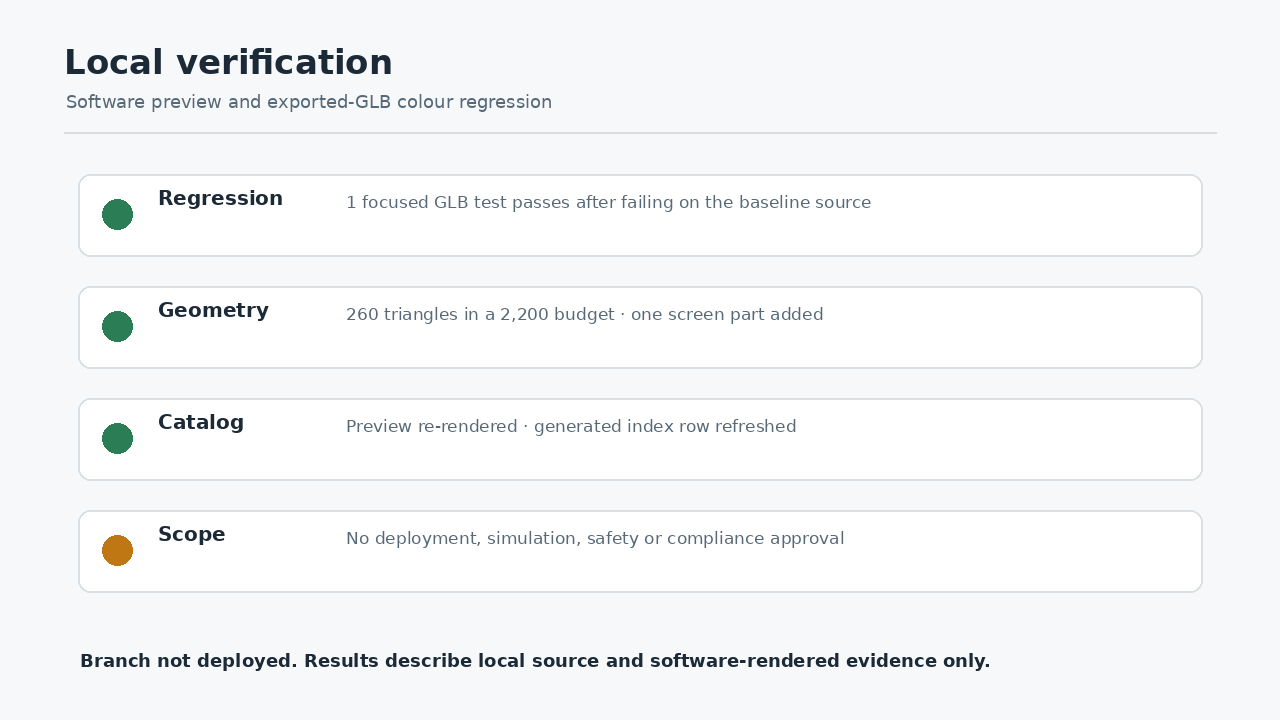 Local verification
Software preview and exported-GLB colour regression
Regression
1 focused GLB test passes after failing on the baseline source
Geometry
260 triangles in a 2,200 budget · one screen part added
Catalog
Preview re-rendered · generated index row refreshed
Scope
No deployment, simulation, safety or compliance approval
Branch not deployed. Results describe local source and software-rendered evidence only.